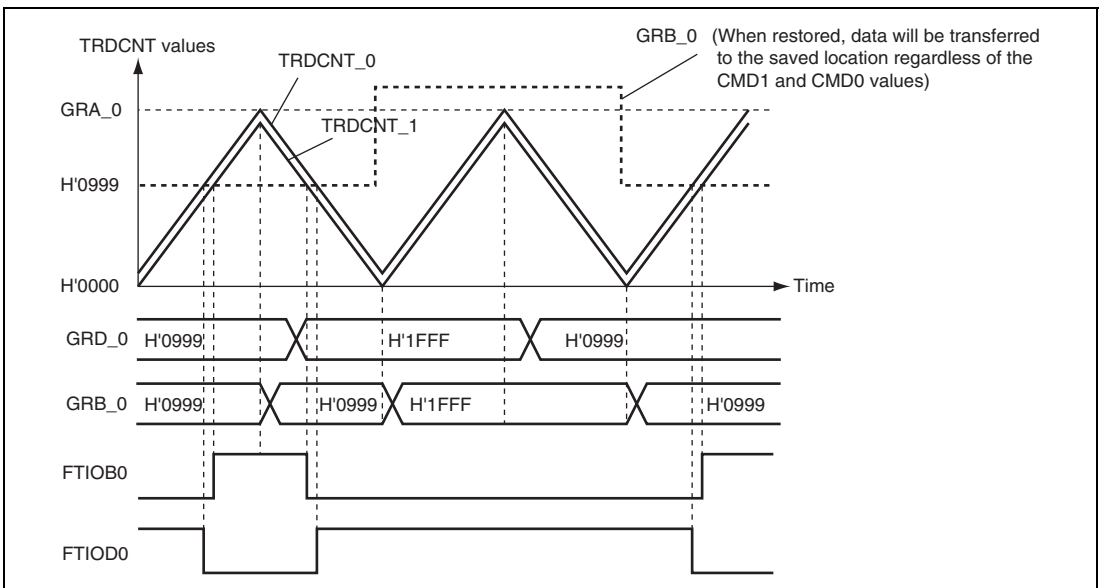 TRDCNT values
TRDCNT_0
GRB_0 (When restored, data will be transferred
to the saved location regardless of the
CMD1 and CMD0 values)
GRA_0
TRDCNT_1
H'0999
H'0000
Time
GRD_0 H'0999 H'1FFF H'0999
GRB_0 H'0999 H'0999 H'1FFF H'0999
FTIOB0
FTIOD0